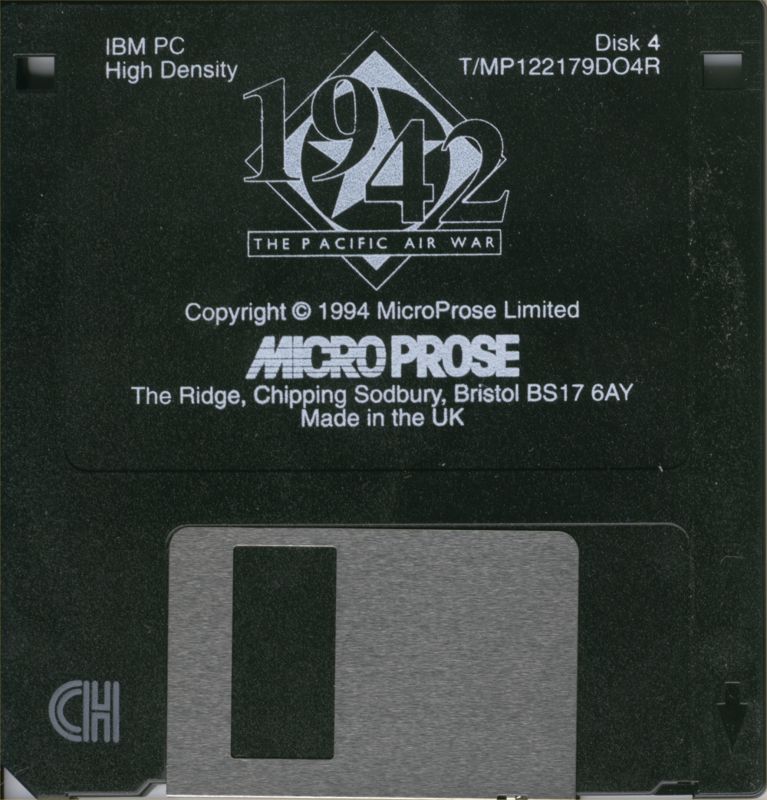 IBM PC
High Density
Disk 4
T/MP122179DO4R
1942
THE PACIFIC AIR WAR
Copyright © 1994 MicroProse Limited
MICROPROSE
The Ridge, Chipping Sodbury, Bristol BS17 6AY
Made in the UK
CH